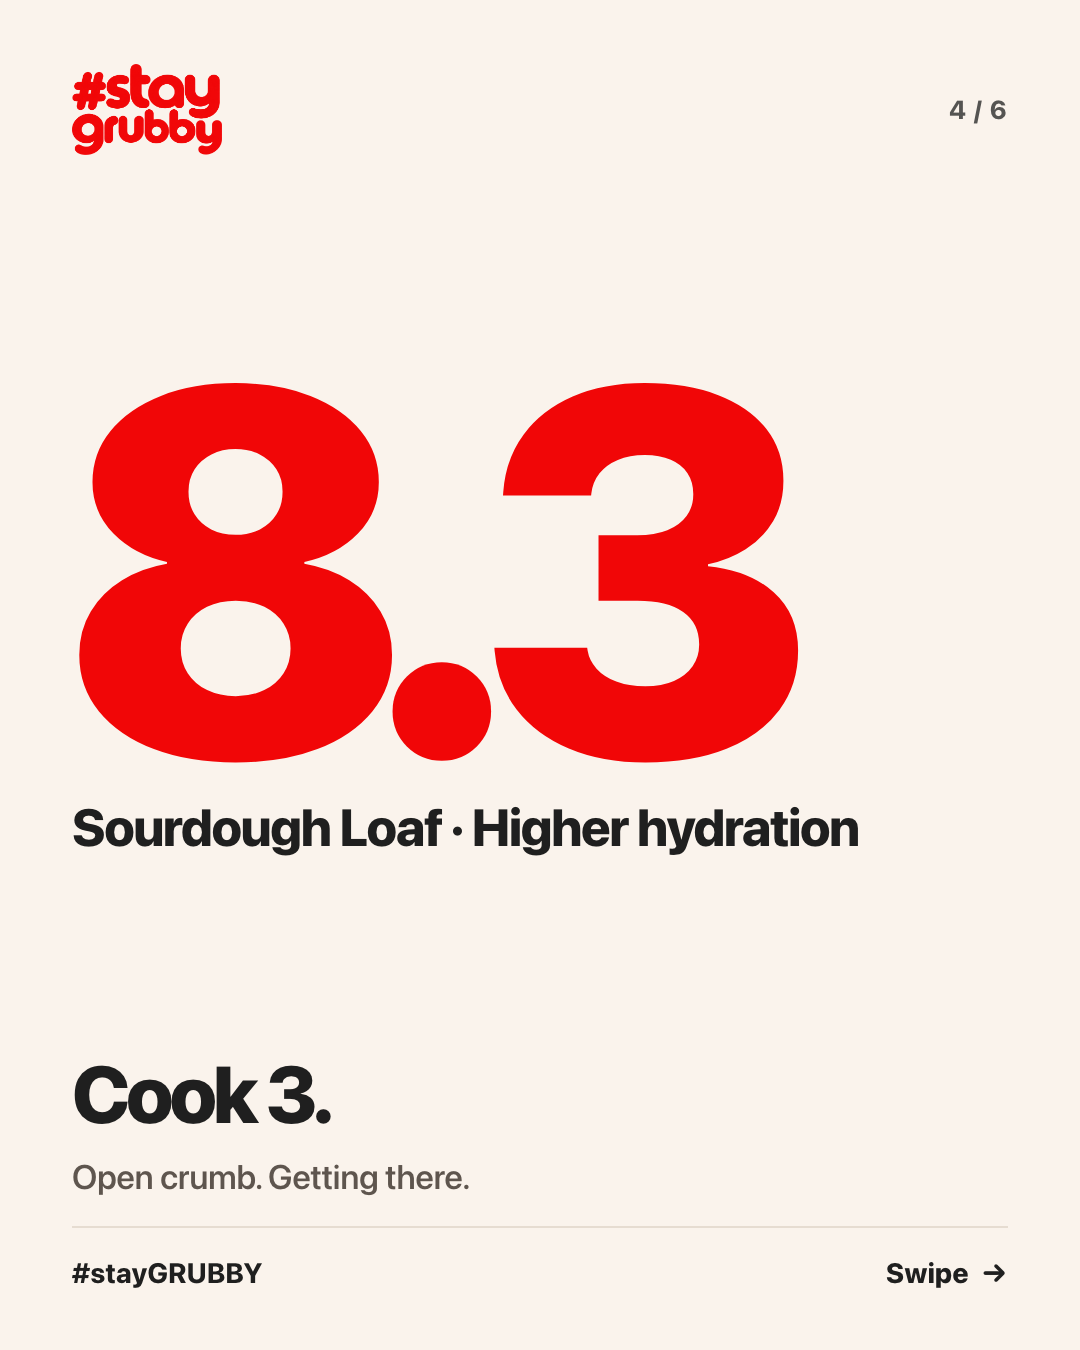 #stay
grubby
4 / 6
8.3
Sourdough Loaf · Higher hydration
Cook 3.
Open crumb. Getting there.
#stayGRUBBY
Swipe →